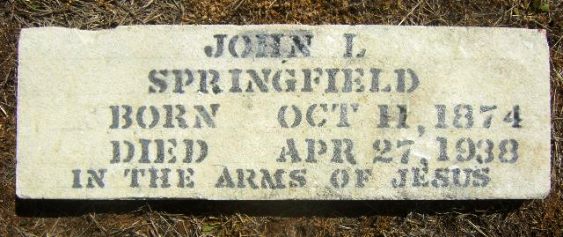 JOHN L
SPRINGFIELD
BORN OCT 11, 1874
DIED APR 27, 1938
IN THE ARMS OF JESUS